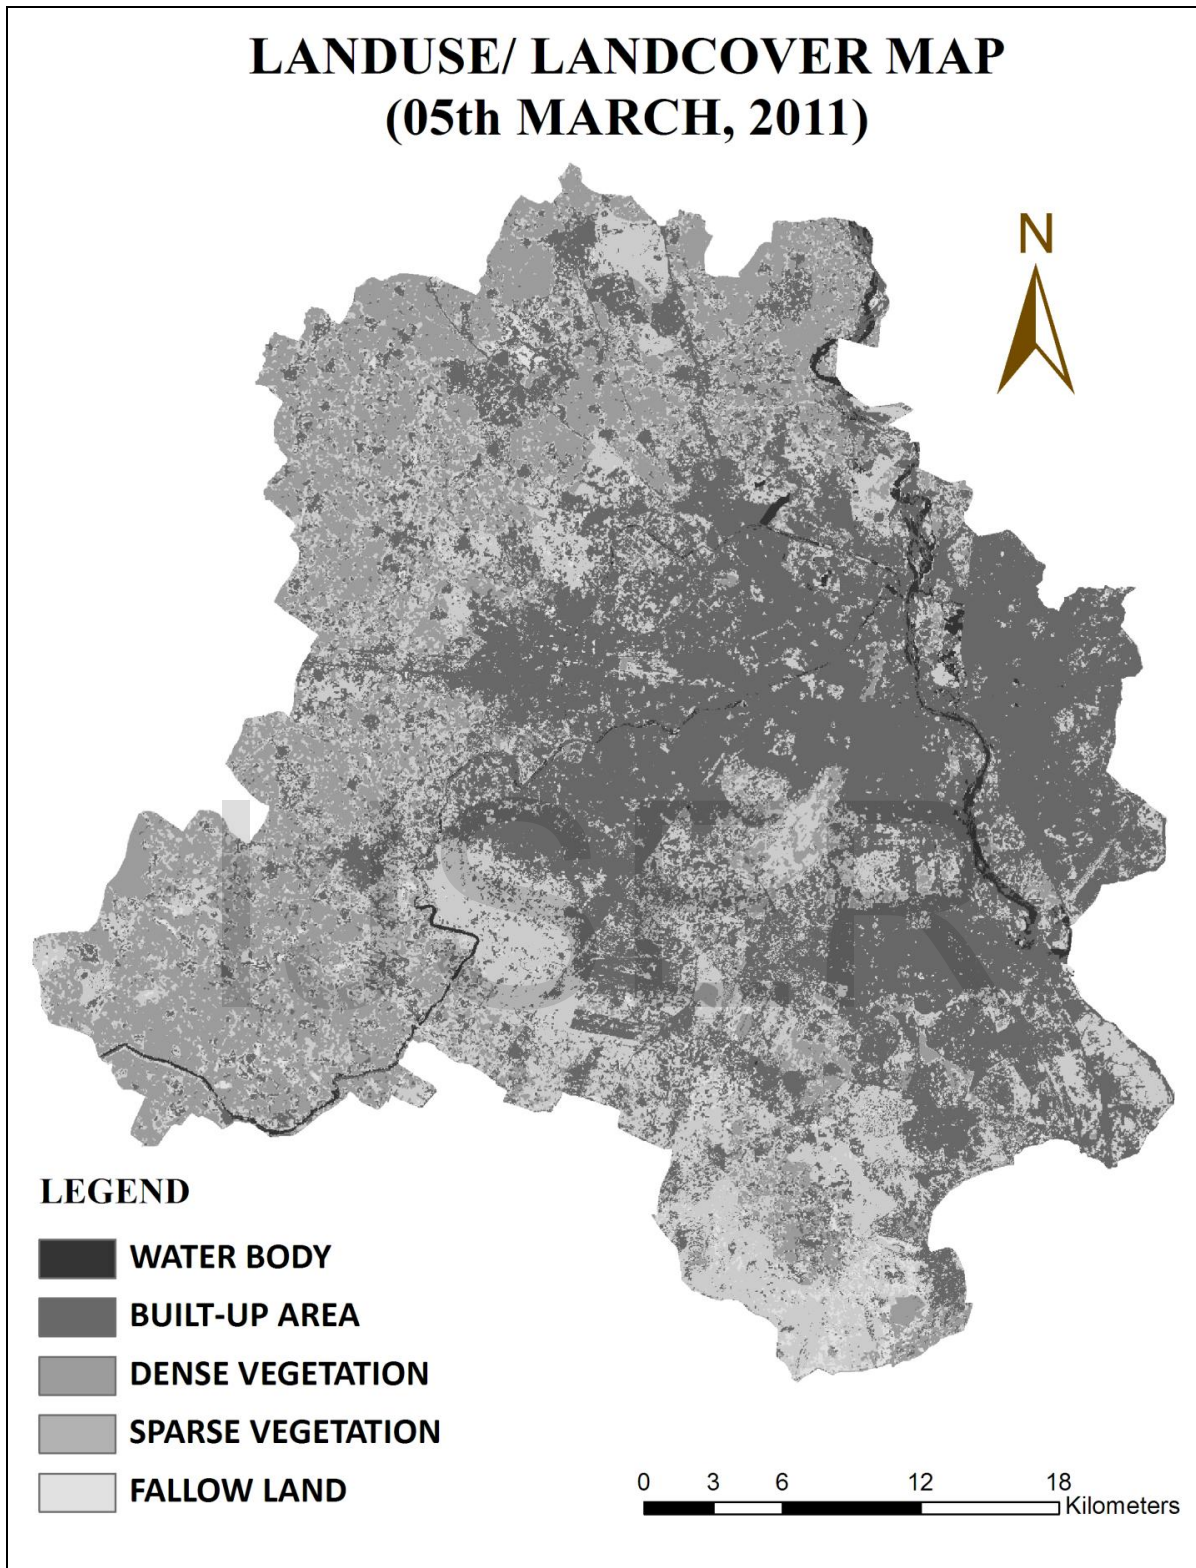 LANDUSE/ LANDCOVER MAP
(05th MARCH, 2011)
N
IJSER
LEGEND
WATER BODY
BUILT-UP AREA
DENSE VEGETATION
SPARSE VEGETATION
FALLOW LAND
0 3 6 12 18
Kilometers